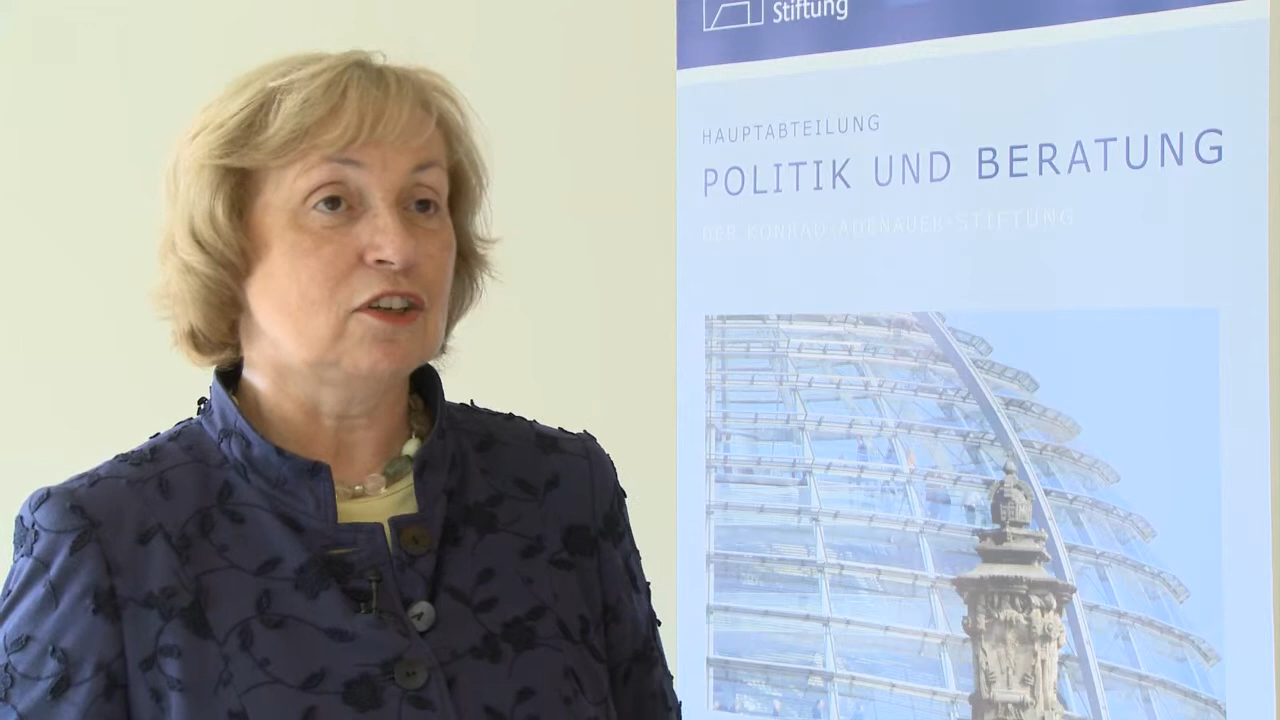 Stiftung
HAUPTABTEILUNG
POLITIK UND BERATUNG
DER KONRAD-ADENAUER-STIFTUNG